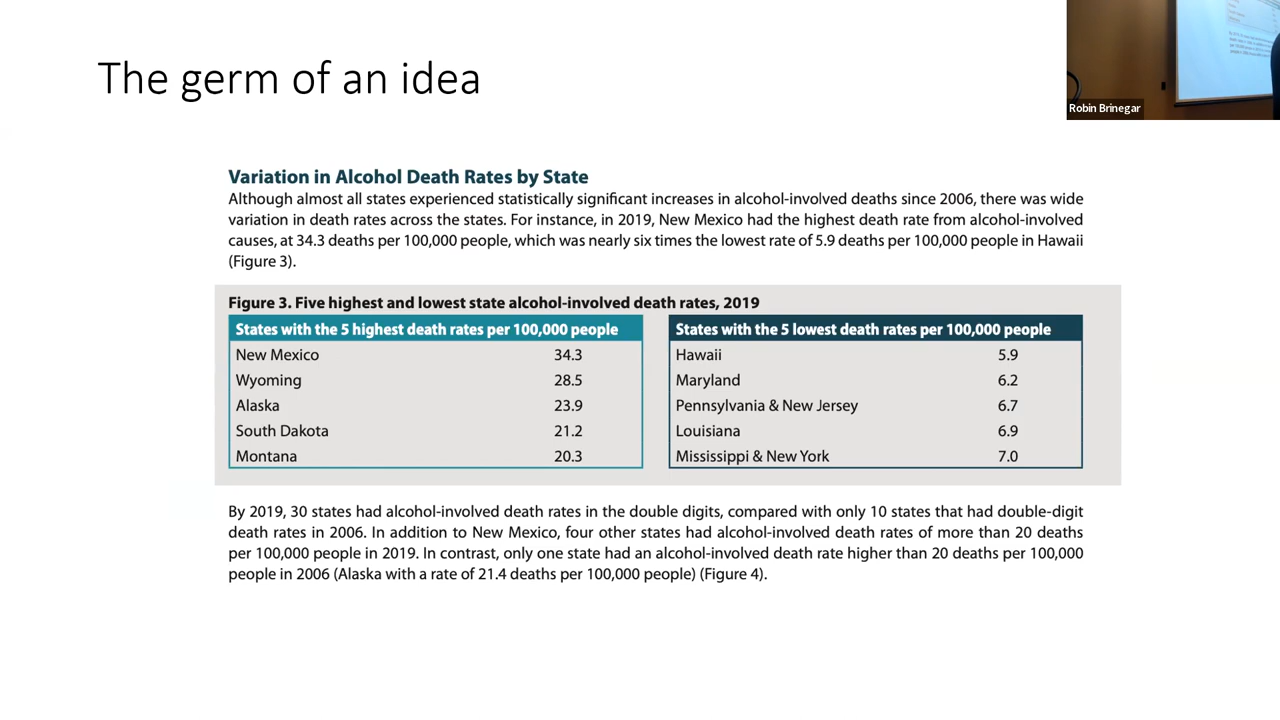 The germ of an idea
Robin Brinegar
Variation in Alcohol Death Rates by State
Although almost all states experienced statistically significant increases in alcohol-involved deaths since 2006, there was wide
variation in death rates across the states. For instance, in 2019, New Mexico had the highest death rate from alcohol-involved
causes, at 34.3 deaths per 100,000 people, which was nearly six times the lowest rate of 5.9 deaths per 100,000 people in Hawaii
(Figure 3).
Figure 3. Five highest and lowest state alcohol-involved death rates, 2019
States with the 5 highest death rates per 100,000 people
New Mexico 34.3
Wyoming 28.5
Alaska 23.9
South Dakota 21.2
Montana 20.3
States with the 5 lowest death rates per 100,000 people
Hawaii 5.9
Maryland 6.2
Pennsylvania & New Jersey 6.7
Louisiana 6.9
Mississippi & New York 7.0
By 2019, 30 states had alcohol-involved death rates in the double digits, compared with only 10 states that had double-digit
death rates in 2006. In addition to New Mexico, four other states had alcohol-involved death rates of more than 20 deaths
per 100,000 people in 2019. In contrast, only one state had an alcohol-involved death rate higher than 20 deaths per 100,000
people in 2006 (Alaska with a rate of 21.4 deaths per 100,000 people) (Figure 4).